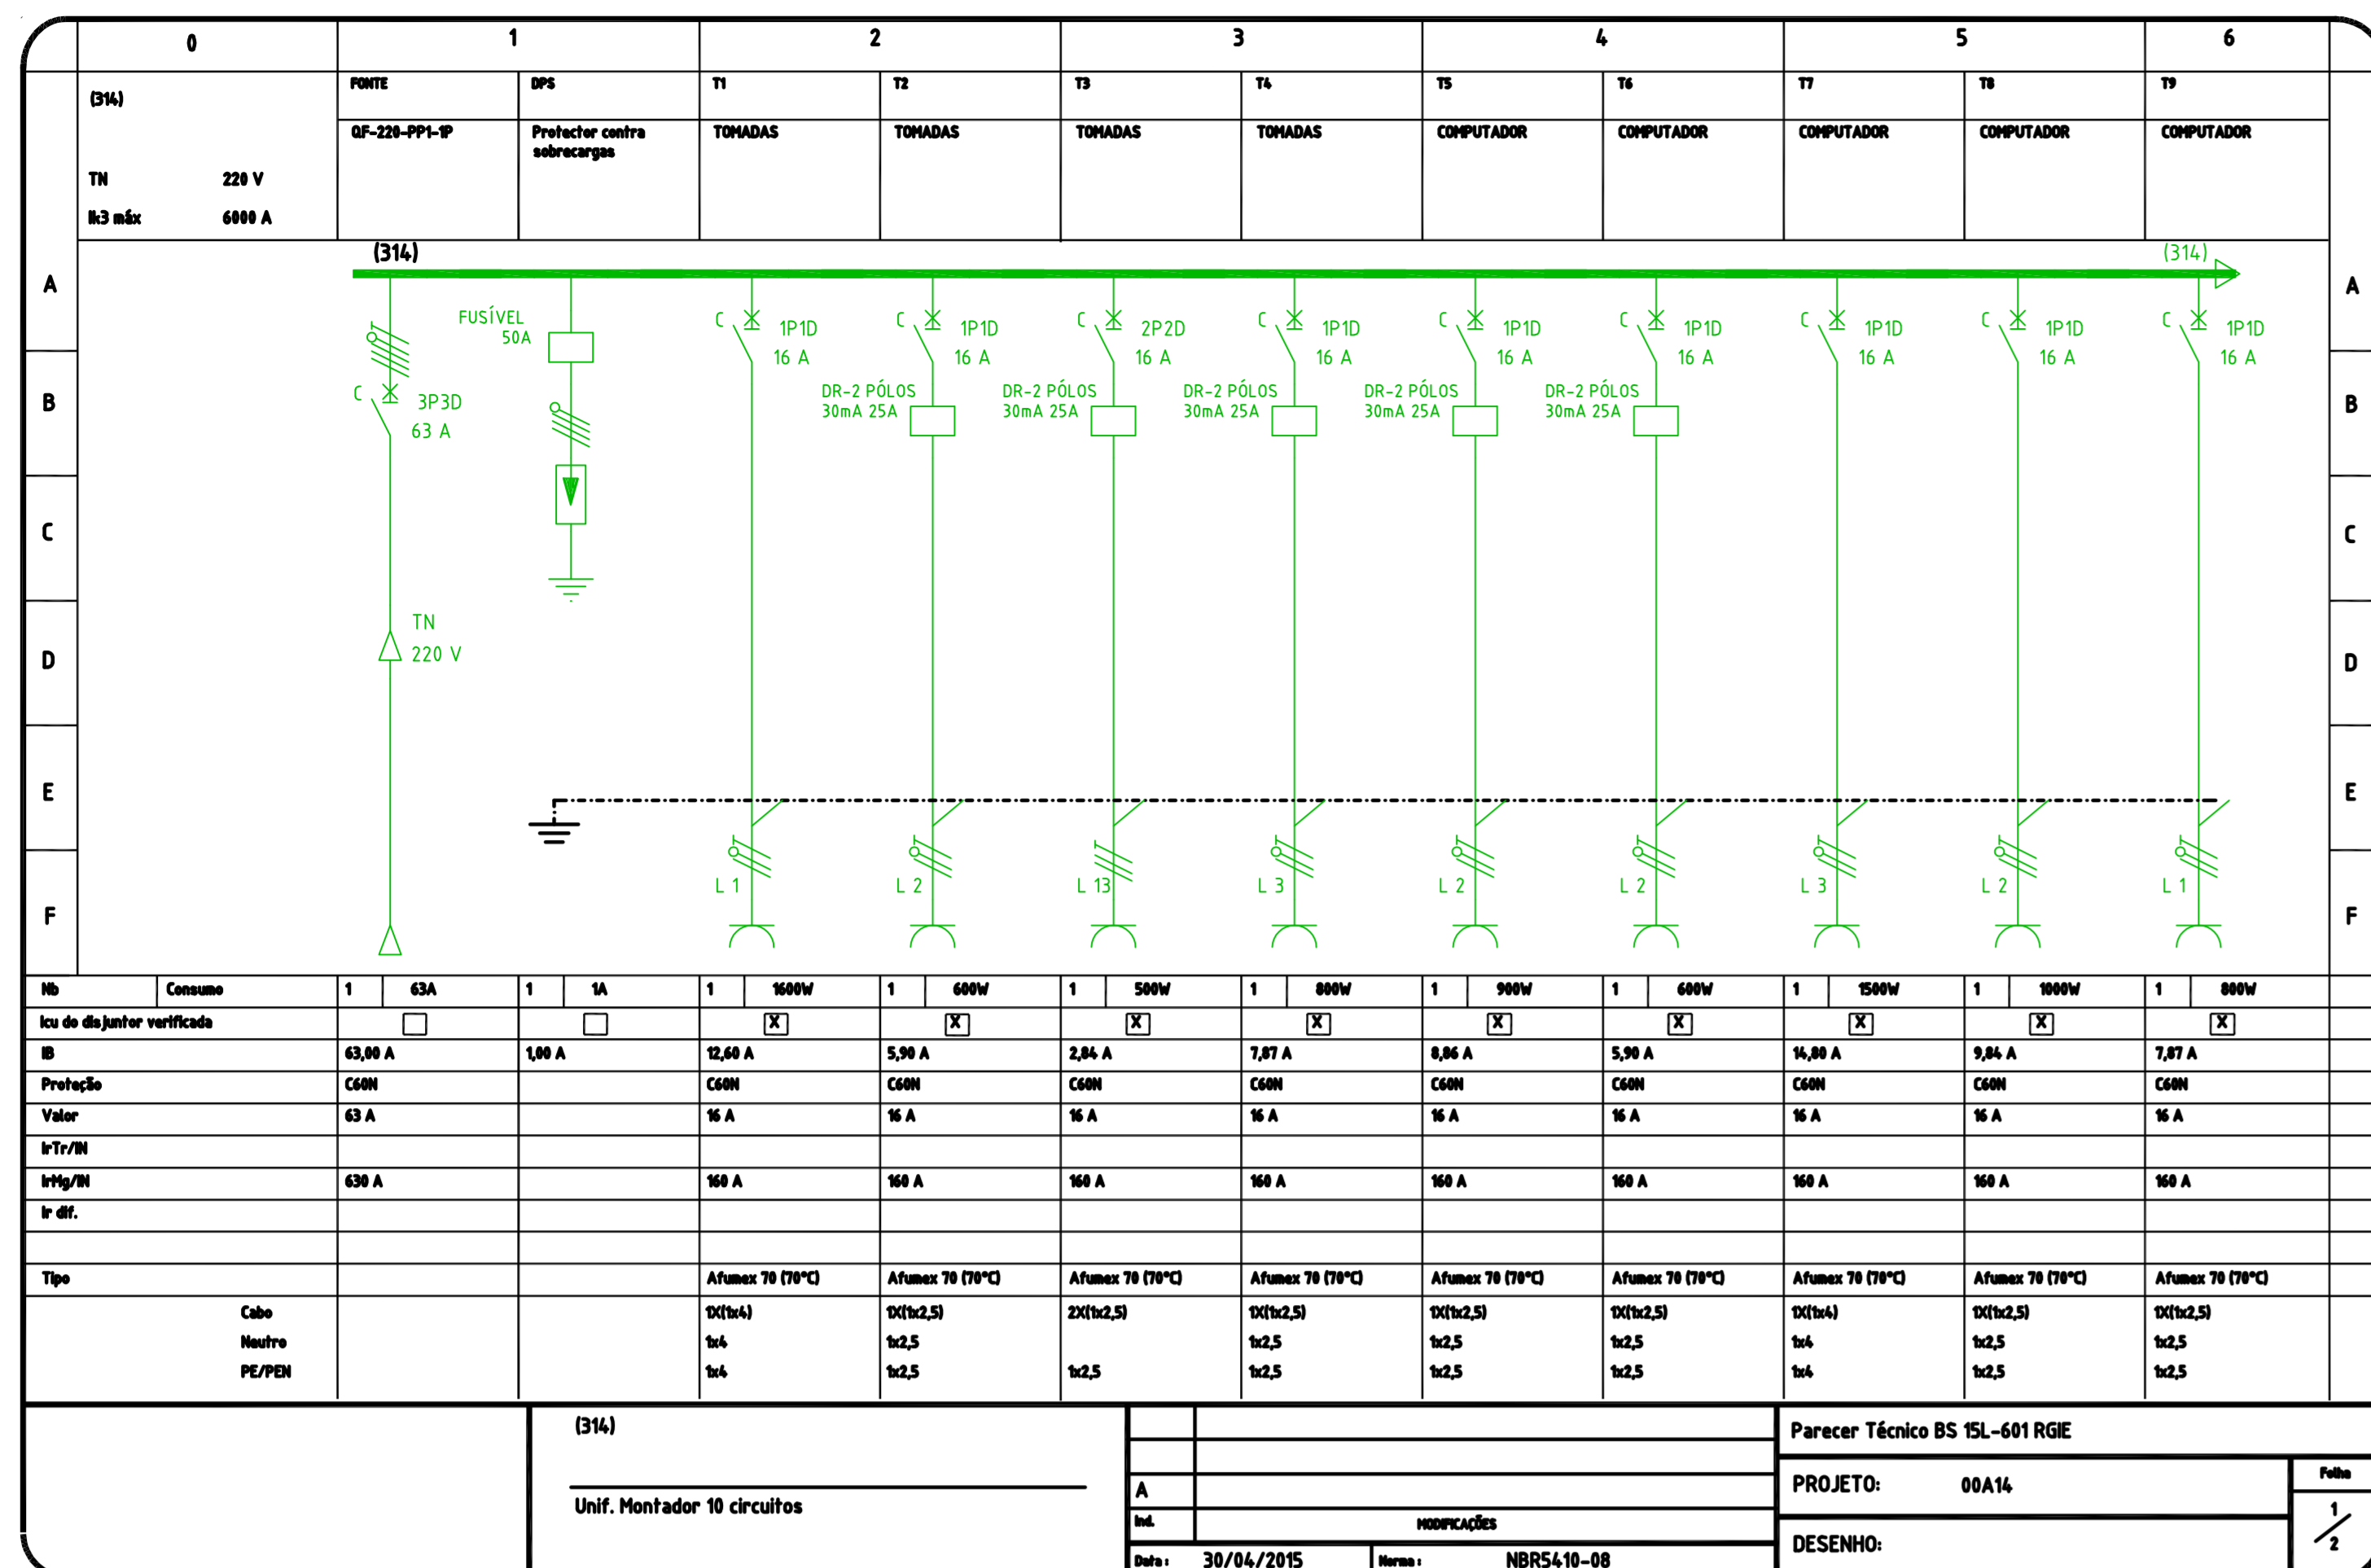 0 1 2 3 4 5 6
(314) FONTE DPS T1 T2 T3 T4 T5 T6 T7 T8 T9
QF-220-PP1-1P Protector contra TOMADAS TOMADAS TOMADAS TOMADAS COMPUTADOR COMPUTADOR COMPUTADOR COMPUTADOR COMPUTADOR
sobrecargas
TN 220 V
Ik3 máx 6000 A
(314) (314)
A A
FUSÍVEL C 1P1D C 1P1D C 2P2D C 1P1D C 1P1D C 1P1D C 1P1D C 1P1D C 1P1D
50A 16 A 16 A 16 A 16 A 16 A 16 A 16 A 16 A 16 A
C 3P3D DR-2 PÓLOS DR-2 PÓLOS DR-2 PÓLOS DR-2 PÓLOS DR-2 PÓLOS
B 30mA 25A 30mA 25A 30mA 25A 30mA 25A 30mA 25A B
63 A
C C
TN
D 220 V D
E E
L 1 L 2 L 13 L 3 L 2 L 2 L 3 L 2 L 1
F F
Nb Consumo 1 63A 1 1A 1 1600W 1 600W 1 500W 1 800W 1 900W 1 600W 1 1500W 1 1000W 1 800W
Icu do disjuntor verificada X X X X X X X X X
IB 63,00 A 1,00 A 12,60 A 5,90 A 2,84 A 7,87 A 8,86 A 5,90 A 14,80 A 9,84 A 7,87 A
Proteção C60N C60N C60N C60N C60N C60N C60N C60N C60N C60N
Valor 63 A 16 A 16 A 16 A 16 A 16 A 16 A 16 A 16 A 16 A
IrTr/IN
IrMg/IN 630 A 160 A 160 A 160 A 160 A 160 A 160 A 160 A 160 A 160 A
Ir dif.
Tipo Afumex 70 (70°C) Afumex 70 (70°C) Afumex 70 (70°C) Afumex 70 (70°C) Afumex 70 (70°C) Afumex 70 (70°C) Afumex 70 (70°C) Afumex 70 (70°C) Afumex 70 (70°C)
Cabo 1X(1x4) 1X(1x2,5) 2X(1x2,5) 1X(1x2,5) 1X(1x2,5) 1X(1x2,5) 1X(1x4) 1X(1x2,5) 1X(1x2,5)
Neutro 1x4 1x2,5 1x2,5 1x2,5 1x2,5 1x4 1x2,5 1x2,5
PE/PEN 1x4 1x2,5 1x2,5 1x2,5 1x2,5 1x2,5 1x4 1x2,5 1x2,5
(314)
Unif. Montador 10 circuitos
A
Ind. MODIFICAÇÕES
Data : 30/04/2015 Norma : NBR5410-08
Parecer Técnico BS 15L-601 RGIE
PROJETO: 00A14
DESENHO:
Folha
1/2